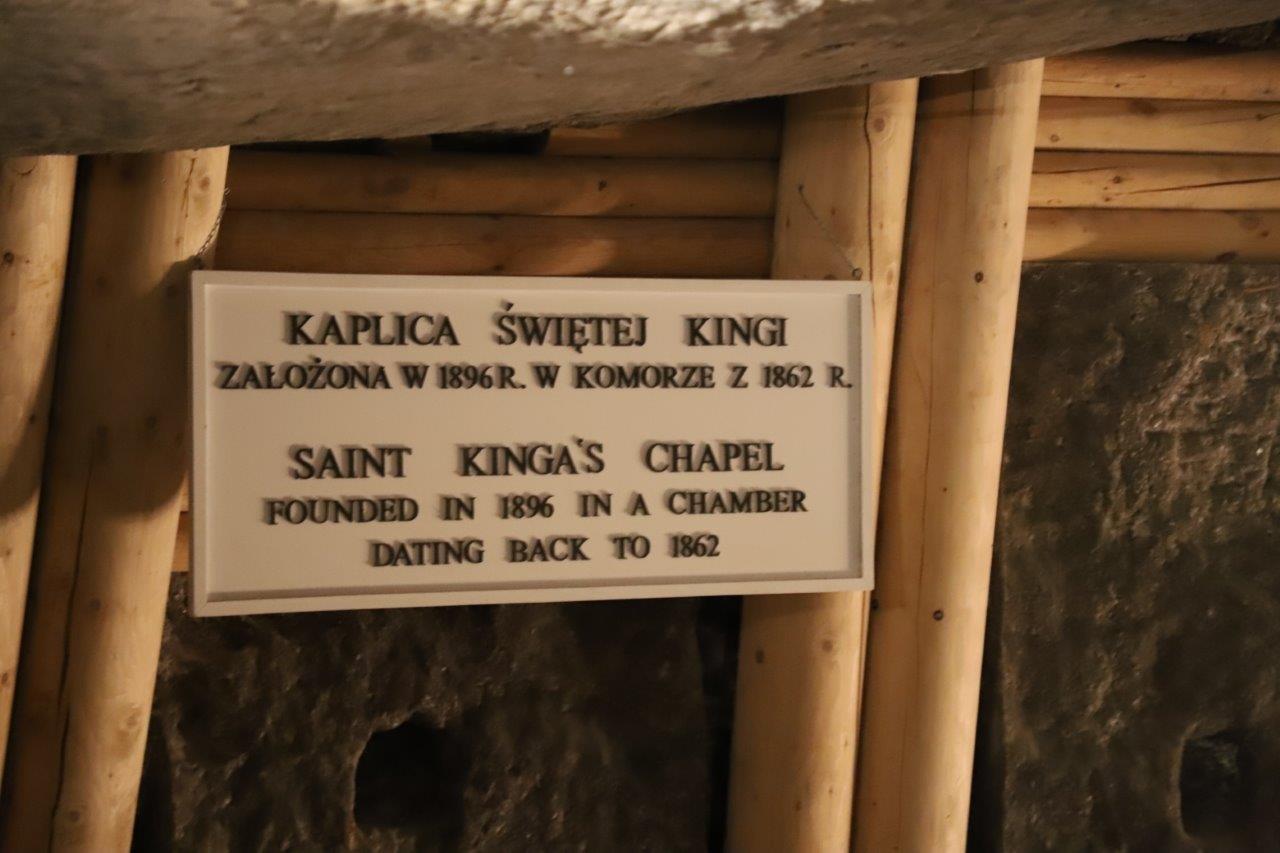 KAPLICA ŚWIĘTEJ KINGI
ZAŁOŻONA W 1896 R. W KOMORZE Z 1862 R.
SAINT KINGA'S CHAPEL
FOUNDED IN 1896 IN A CHAMBER
DATING BACK TO 1862